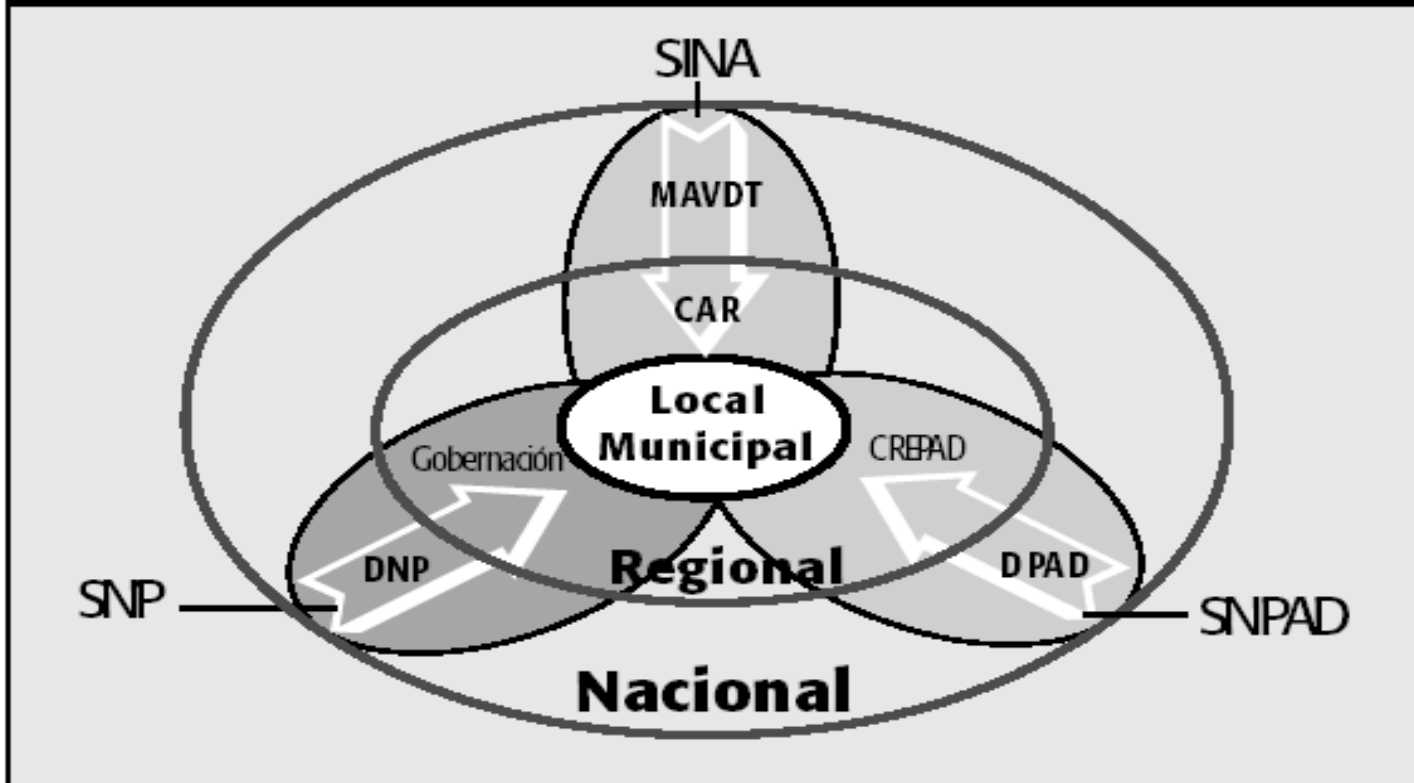 SINA
MAVDT
CAR
Local
Municipal
Gobernación
CREPAD
DNP
Regional
DPAD
SNP
SNPAD
Nacional